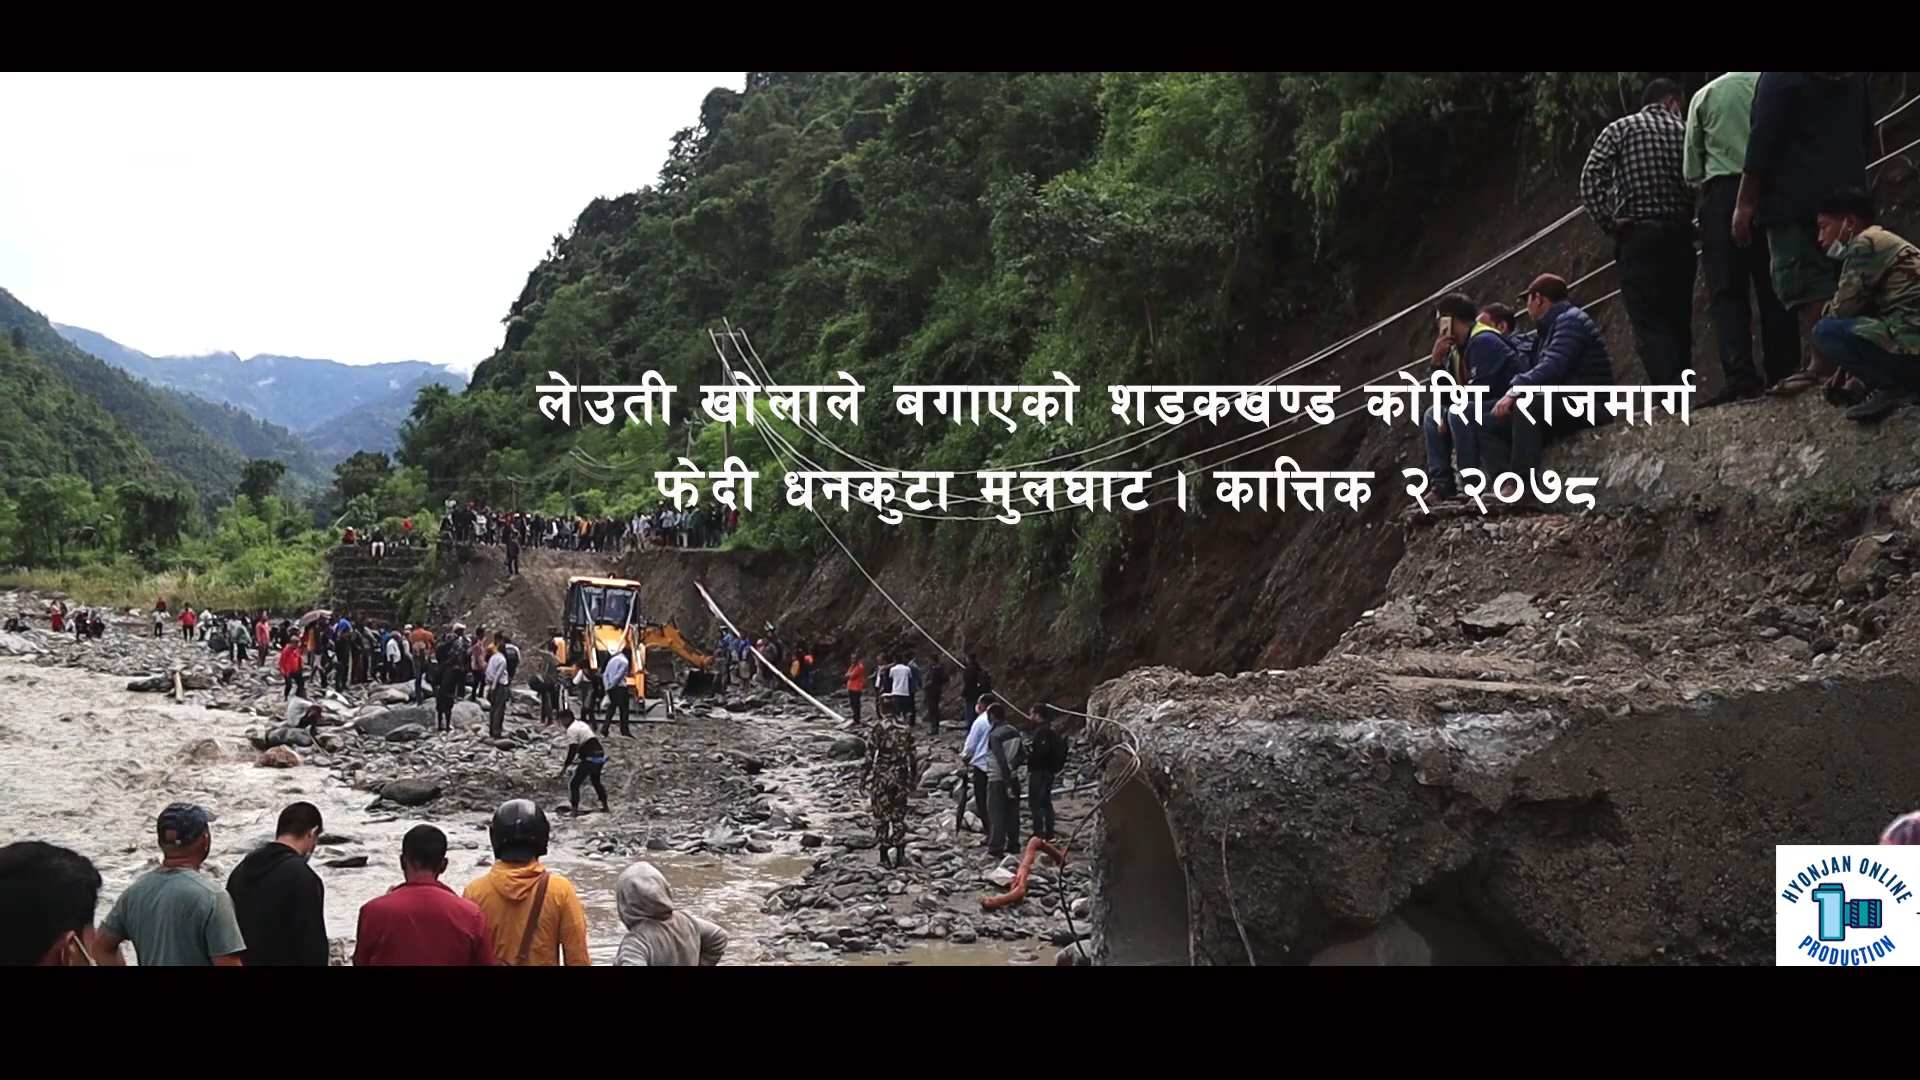 लेउती खोलाले बगाएको शडकखण्ड कोशि राजमार्ग
फेदी धनकुटा मुलघाट । कात्तिक २ २०७८
HYONJAN ONLINE
PRODUCTION